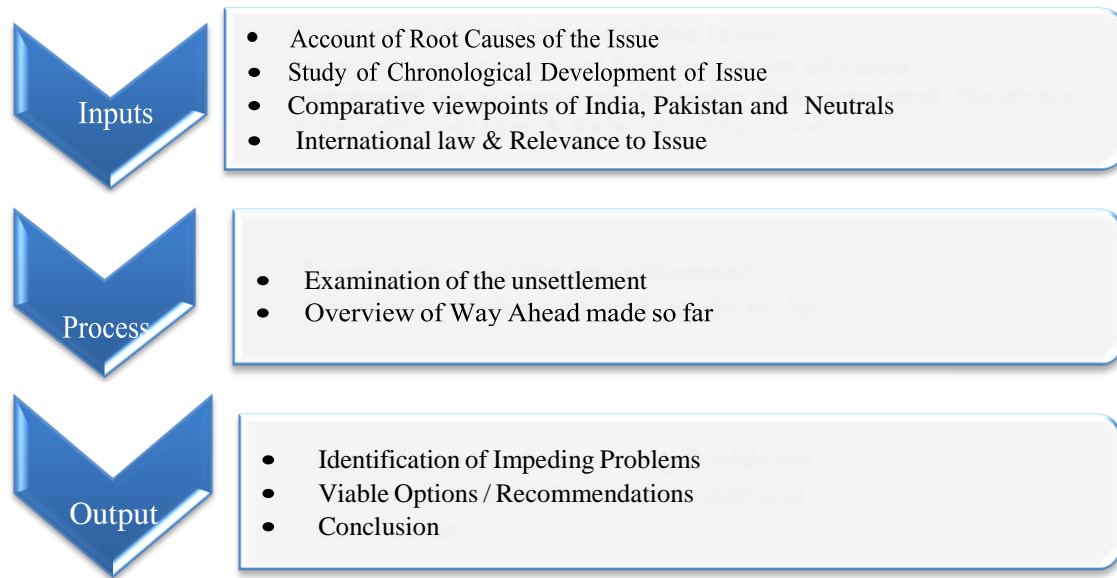 Inputs
• Account of Root Causes of the Issue
• Study of Chronological Development of Issue
• Comparative viewpoints of India, Pakistan and Neutrals
• International law & Relevance to Issue
Process
• Examination of the unsettlement
• Overview of Way Ahead made so far
Output
• Identification of Impeding Problems
• Viable Options / Recommendations
• Conclusion